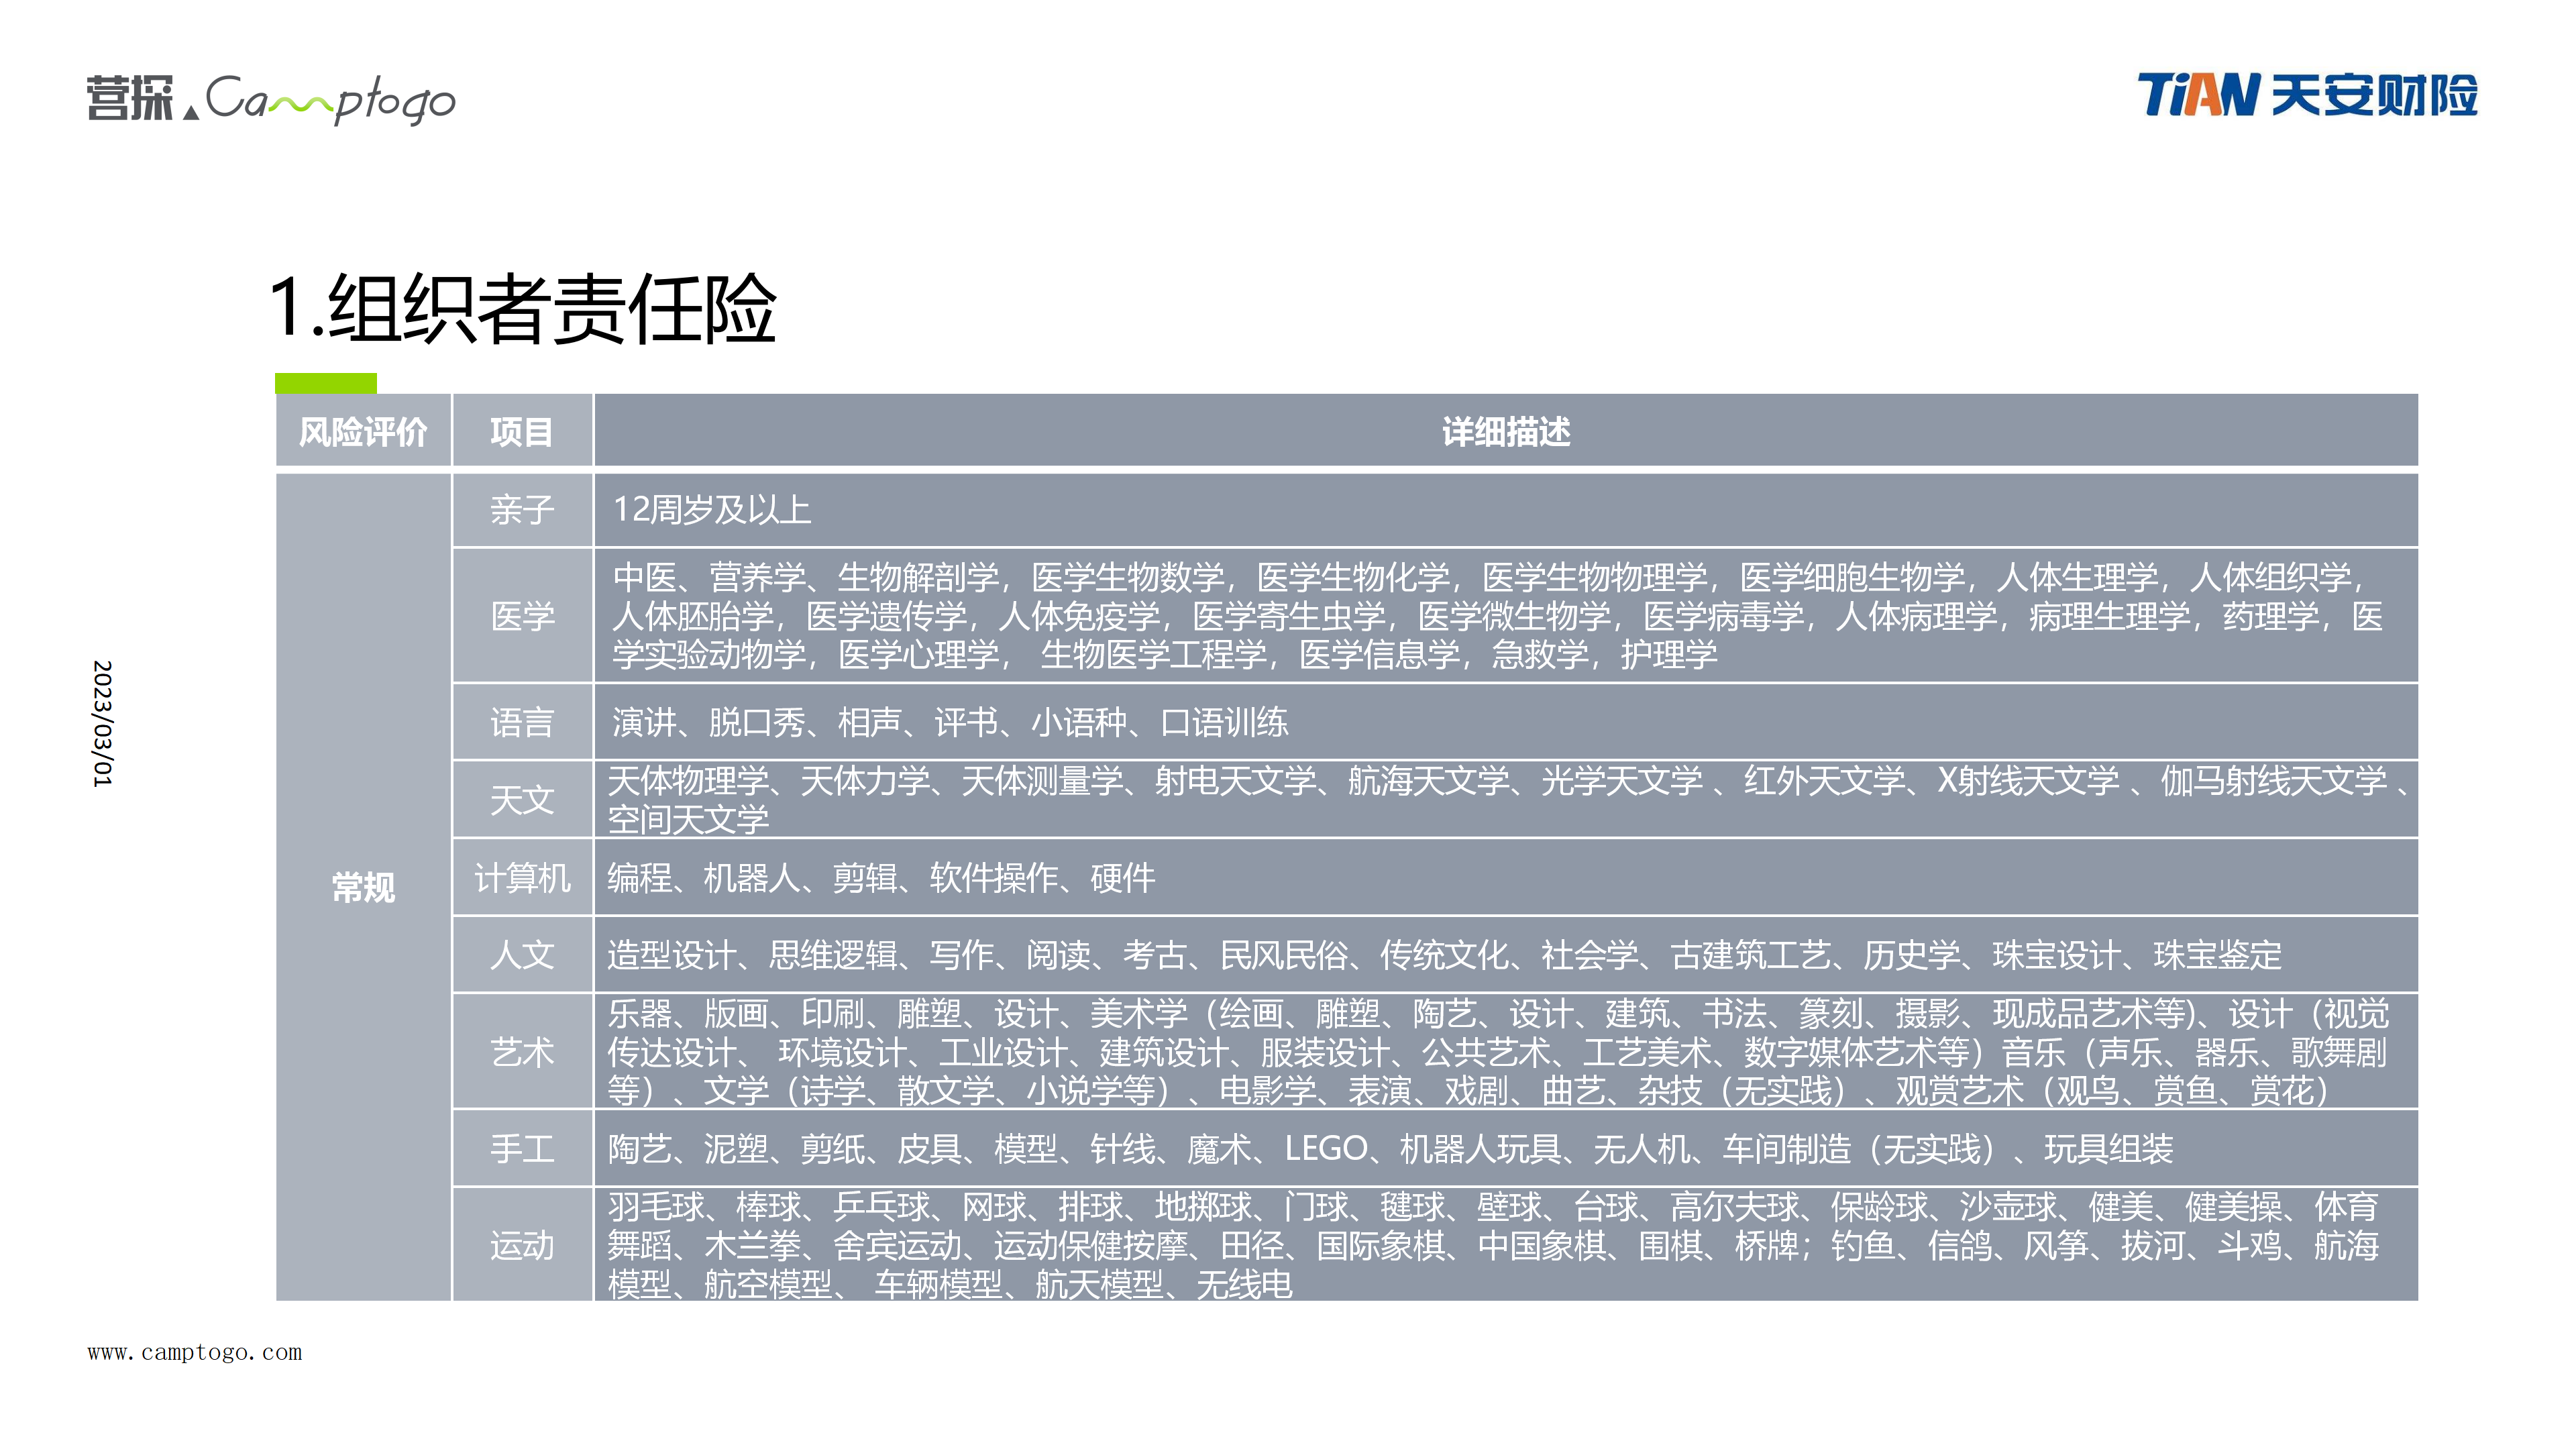 营探 Camptogo
TiAN 天安财险
1.组织者责任险
风险评价 项目 详细描述
常规
亲子 12周岁及以上
医学
中医、营养学、生物解剖学，医学生物数学，医学生物化学，医学生物物理学，医学细胞生物学，人体生理学，人体组织学，
人体胚胎学，医学遗传学，人体免疫学，医学寄生虫学，医学微生物学，医学病毒学，人体病理学，病理生理学，药理学，医
学实验动物学，医学心理学， 生物医学工程学，医学信息学，急救学，护理学
语言 演讲、脱口秀、相声、评书、小语种、口语训练
天文
天体物理学、天体力学、天体测量学、射电天文学、航海天文学、光学天文学 、红外天文学、X射线天文学 、伽马射线天文学 、
空间天文学
计算机 编程、机器人、剪辑、软件操作、硬件
人文 造型设计、思维逻辑、写作、阅读、考古、民风民俗、传统文化、社会学、古建筑工艺、历史学、珠宝设计、珠宝鉴定
艺术
乐器、版画、印刷、雕塑、设计、美术学（绘画、雕塑、陶艺、设计、建筑、书法、篆刻、摄影、现成品艺术等)、设计（视觉
传达设计、 环境设计、工业设计、建筑设计、服装设计、公共艺术、工艺美术、数字媒体艺术等）音乐（声乐、器乐、歌舞剧
等）、文学（诗学、散文学、小说学等）、电影学、表演、戏剧、曲艺、杂技（无实践）、观赏艺术（观鸟、赏鱼、赏花）
手工 陶艺、泥塑、剪纸、皮具、模型、针线、魔术、LEGO、机器人玩具、无人机、车间制造（无实践）、玩具组装
运动
羽毛球、棒球、乒乓球、网球、排球、地掷球、门球、毽球、壁球、台球、高尔夫球、保龄球、沙壶球、健美、健美操、体育
舞蹈、木兰拳、舍宾运动、运动保健按摩、田径、国际象棋、中国象棋、围棋、桥牌；钓鱼、信鸽、风筝、拔河、斗鸡、航海
模型、航空模型、 车辆模型、航天模型、无线电
2023/03/01
www.camptogo.com